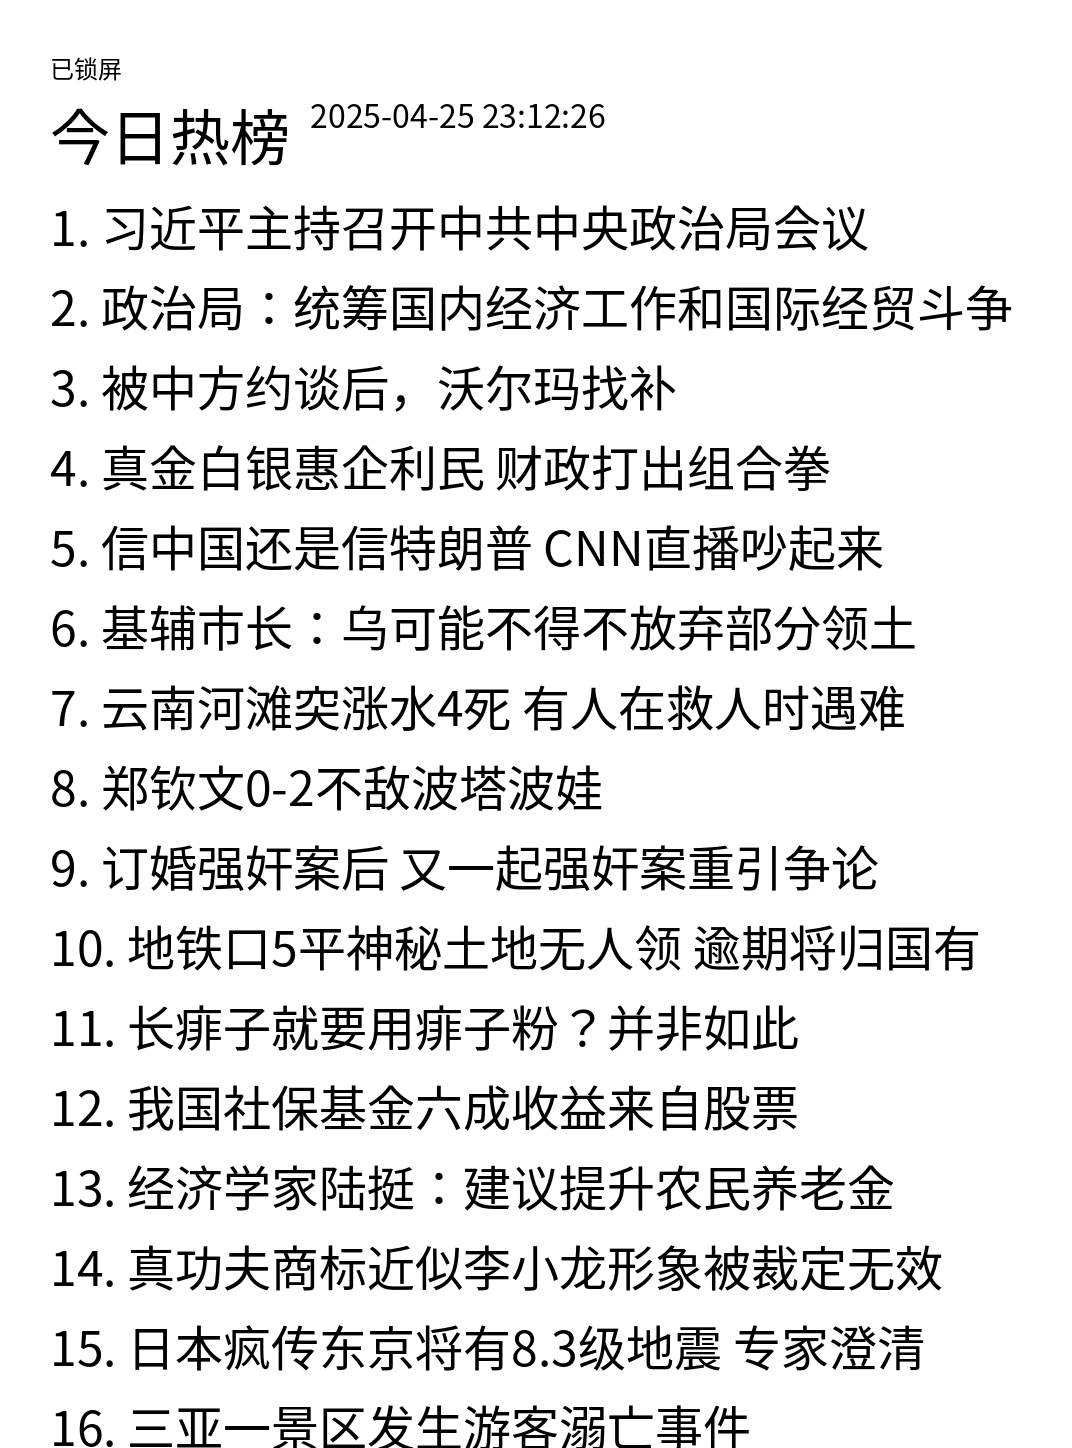 已锁屏
今日热榜 2025-04-25 23:12:26
1. 习近平主持召开中共中央政治局会议
2. 政治局：统筹国内经济工作和国际经贸斗争
3. 被中方约谈后，沃尔玛找补
4. 真金白银惠企利民 财政打出组合拳
5. 信中国还是信特朗普 CNN直播吵起来
6. 基辅市长：乌可能不得不放弃部分领土
7. 云南河滩突涨水4死 有人在救人时遇难
8. 郑钦文0-2不敌波塔波娃
9. 订婚强奸案后 又一起强奸案重引争论
10. 地铁口5平神秘土地无人领 逾期将归国有
11. 长痱子就要用痱子粉？并非如此
12. 我国社保基金六成收益来自股票
13. 经济学家陆挺：建议提升农民养老金
14. 真功夫商标近似李小龙形象被裁定无效
15. 日本疯传东京将有8.3级地震 专家澄清
16. 三亚一景区发生游客溺亡事件